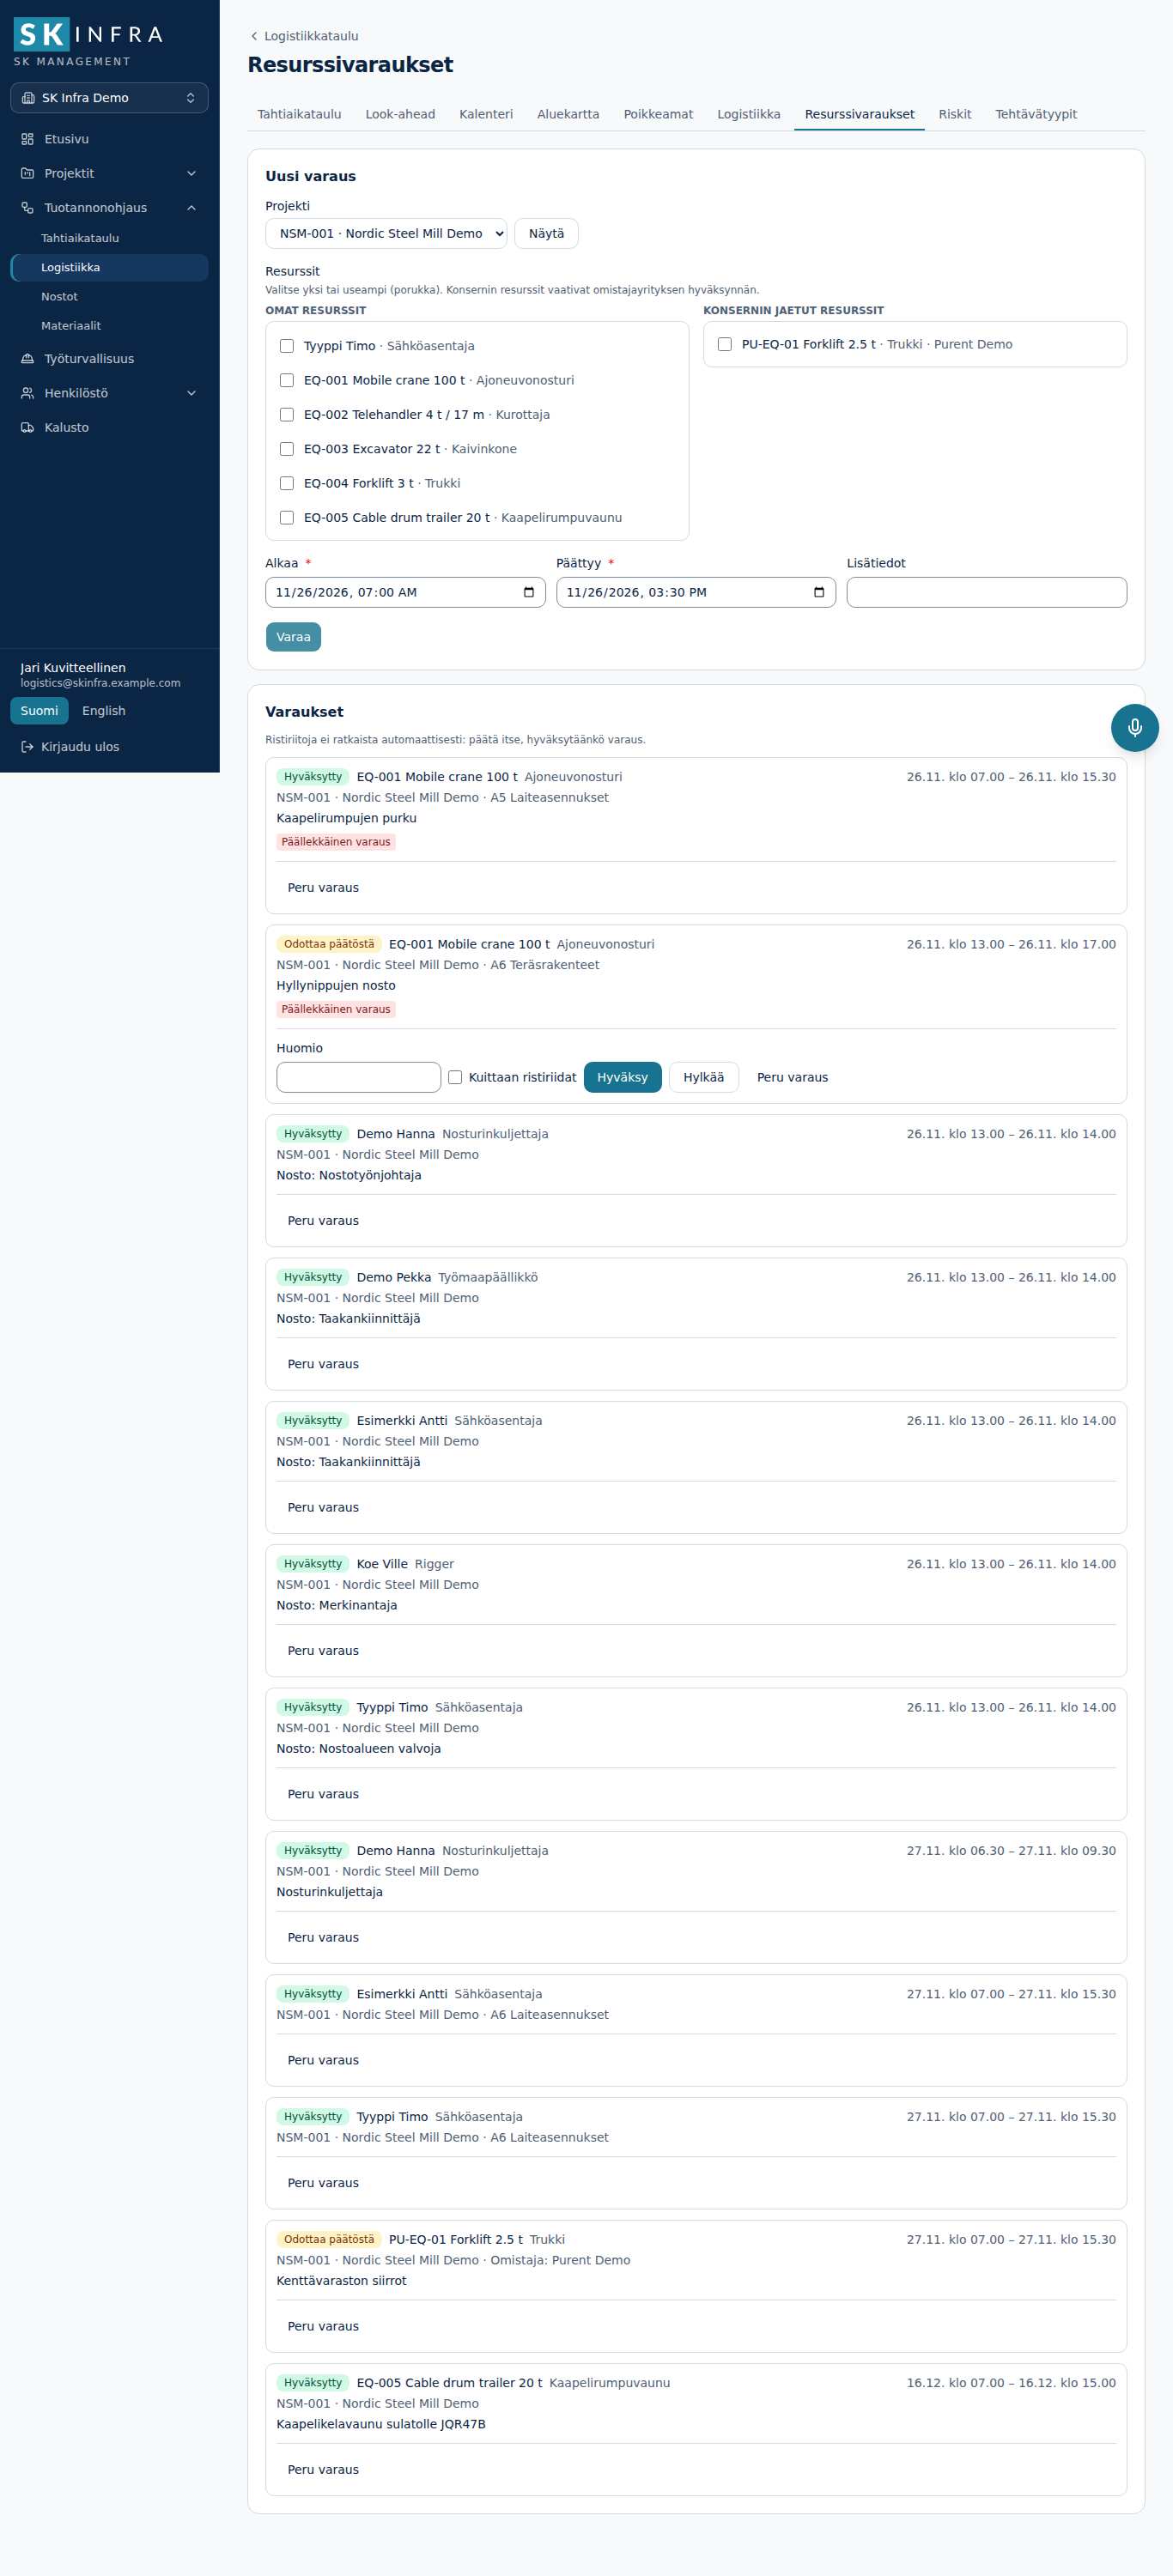 SK INFRA
SK MANAGEMENT
SK Infra Demo
Etusivu
Projektit
Tuotannonohjaus
Tahtiaikataulu
Logistiikka
Nostot
Materiaalit
Työturvallisuus
Henkilöstö
Kalusto
Jari Kuvitteellinen
logistics@skinfra.example.com
Suomi English
Kirjaudu ulos
Logistiikkataulu
Resurssivaraukset
Tahtiaikataulu Look-ahead Kalenteri Aluekartta Poikkeamat Logistiikka Resurssivaraukset Riskit Tehtävätyypit
Uusi varaus
Projekti
NSM-001 · Nordic Steel Mill Demo Näytä
Resurssit
Valitse yksi tai useampi (porukka). Konsernin resurssit vaativat omistajayrityksen hyväksynnän.
OMAT RESURSSIT
Tyyppi Timo · Sähköasentaja
EQ-001 Mobile crane 100 t · Ajoneuvonosturi
EQ-002 Telehandler 4 t / 17 m · Kurottaja
EQ-003 Excavator 22 t · Kaivinkone
EQ-004 Forklift 3 t · Trukki
EQ-005 Cable drum trailer 20 t · Kaapelirumpuvaunu
KONSERNIN JAETUT RESURSSIT
PU-EQ-01 Forklift 2.5 t · Trukki · Purent Demo
Alkaa * Päättyy * Lisätiedot
11/26/2026, 07:00 AM 11/26/2026, 03:30 PM
Varaa
Varaukset
Ristiriitoja ei ratkaista automaattisesti: päätä itse, hyväksytäänkö varaus.
Hyväksytty EQ-001 Mobile crane 100 t Ajoneuvonosturi 26.11. klo 07.00 – 26.11. klo 15.30
NSM-001 · Nordic Steel Mill Demo · A5 Laiteasennukset
Kaapelirumpujen purku
Päällekkäinen varaus
Peru varaus
Odottaa päätöstä EQ-001 Mobile crane 100 t Ajoneuvonosturi 26.11. klo 13.00 – 26.11. klo 17.00
NSM-001 · Nordic Steel Mill Demo · A6 Teräsrakenteet
Hyllynippujen nosto
Päällekkäinen varaus
Huomio
Kuittaan ristiriidat Hyväksy Hylkää Peru varaus
Hyväksytty Demo Hanna Nosturinkuljettaja 26.11. klo 13.00 – 26.11. klo 14.00
NSM-001 · Nordic Steel Mill Demo
Nosto: Nostotyönjohtaja
Peru varaus
Hyväksytty Demo Pekka Työmaapäällikkö 26.11. klo 13.00 – 26.11. klo 14.00
NSM-001 · Nordic Steel Mill Demo
Nosto: Taakankiinnittäjä
Peru varaus
Hyväksytty Esimerkki Antti Sähköasentaja 26.11. klo 13.00 – 26.11. klo 14.00
NSM-001 · Nordic Steel Mill Demo
Nosto: Taakankiinnittäjä
Peru varaus
Hyväksytty Koe Ville Rigger 26.11. klo 13.00 – 26.11. klo 14.00
NSM-001 · Nordic Steel Mill Demo
Nosto: Merkinantaja
Peru varaus
Hyväksytty Tyyppi Timo Sähköasentaja 26.11. klo 13.00 – 26.11. klo 14.00
NSM-001 · Nordic Steel Mill Demo
Nosto: Nostoalueen valvoja
Peru varaus
Hyväksytty Demo Hanna Nosturinkuljettaja 27.11. klo 06.30 – 27.11. klo 09.30
NSM-001 · Nordic Steel Mill Demo
Nosturinkuljettaja
Peru varaus
Hyväksytty Esimerkki Antti Sähköasentaja 27.11. klo 07.00 – 27.11. klo 15.30
NSM-001 · Nordic Steel Mill Demo · A6 Laiteasennukset
Peru varaus
Hyväksytty Tyyppi Timo Sähköasentaja 27.11. klo 07.00 – 27.11. klo 15.30
NSM-001 · Nordic Steel Mill Demo · A6 Laiteasennukset
Peru varaus
Odottaa päätöstä PU-EQ-01 Forklift 2.5 t Trukki 27.11. klo 07.00 – 27.11. klo 15.30
NSM-001 · Nordic Steel Mill Demo · Omistaja: Purent Demo
Kenttävaraston siirrot
Peru varaus
Hyväksytty EQ-005 Cable drum trailer 20 t Kaapelirumpuvaunu 16.12. klo 07.00 – 16.12. klo 15.00
NSM-001 · Nordic Steel Mill Demo
Kaapelikelavaunu sulatolle JQR47B
Peru varaus